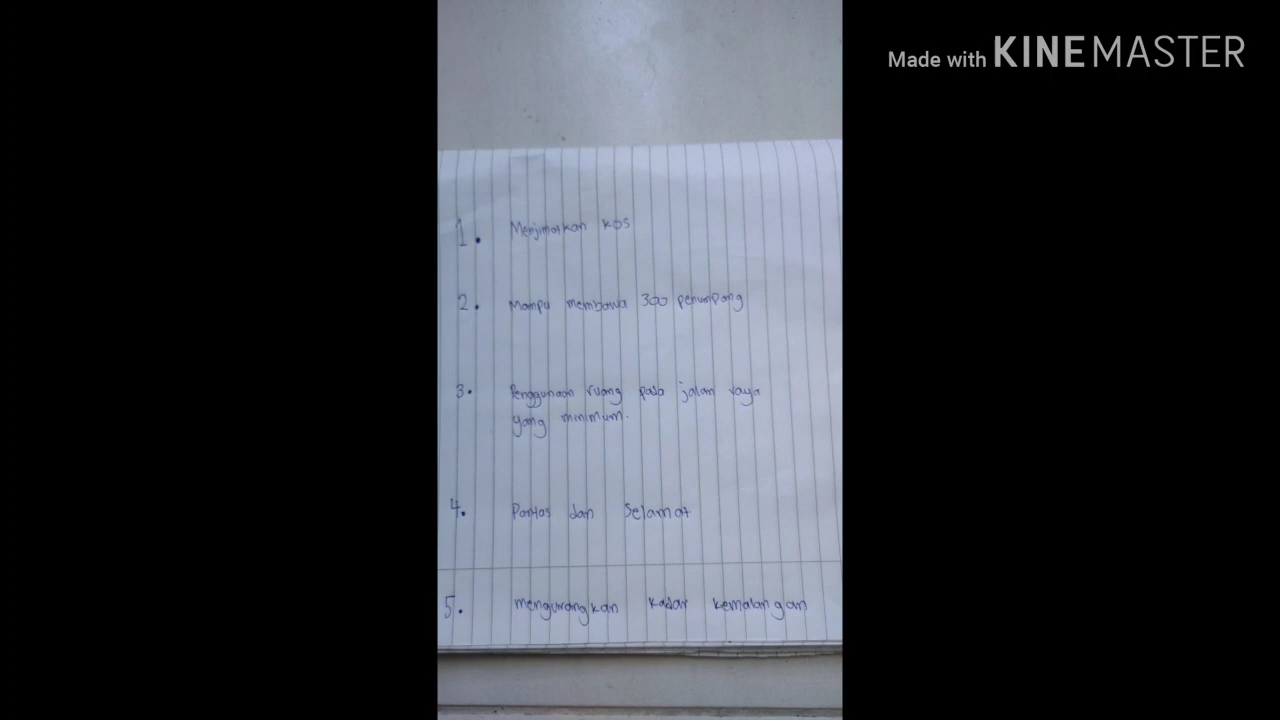 Made with KINEMASTER
1. Menjimatkan kos
2. Mampu membawa 300 penumpang
3. Penggunaan ruang pada jalan raya
yang minimum.
4. Pantas dan Selamat
5. mengurangkan kadar kemalangan